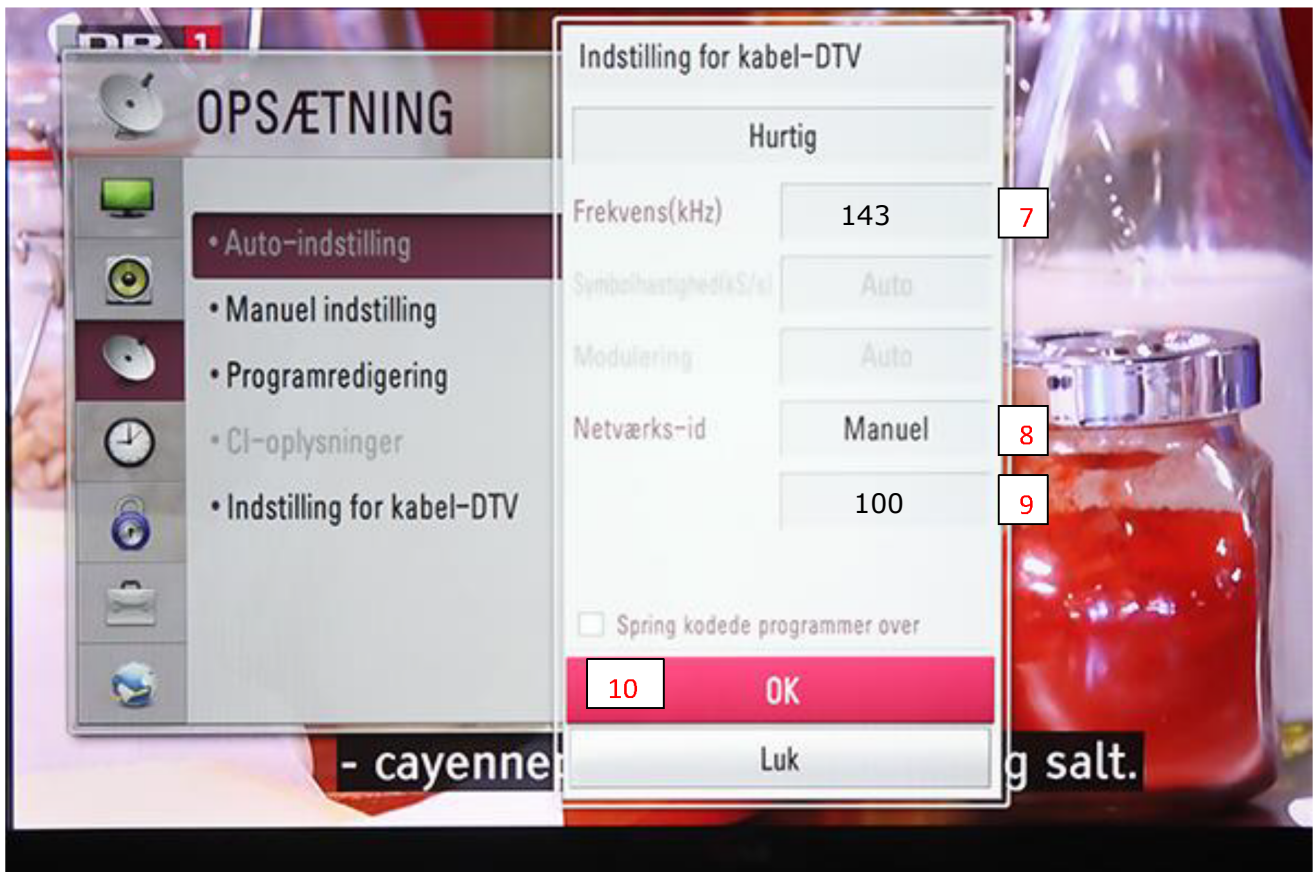 DR 1
OPSÆTNING
• Auto-indstilling
• Manuel indstilling
• Programredigering
• CI-oplysninger
• Indstilling for kabel-DTV
Indstilling for kabel-DTV
Hurtig
Frekvens(kHz) 143 7
Symbolhastighed(kS/s) Auto
Modulering Auto
Netværks-id Manuel 8
100 9
Spring kodede programmer over
10 OK
Luk
- cayenne g salt.